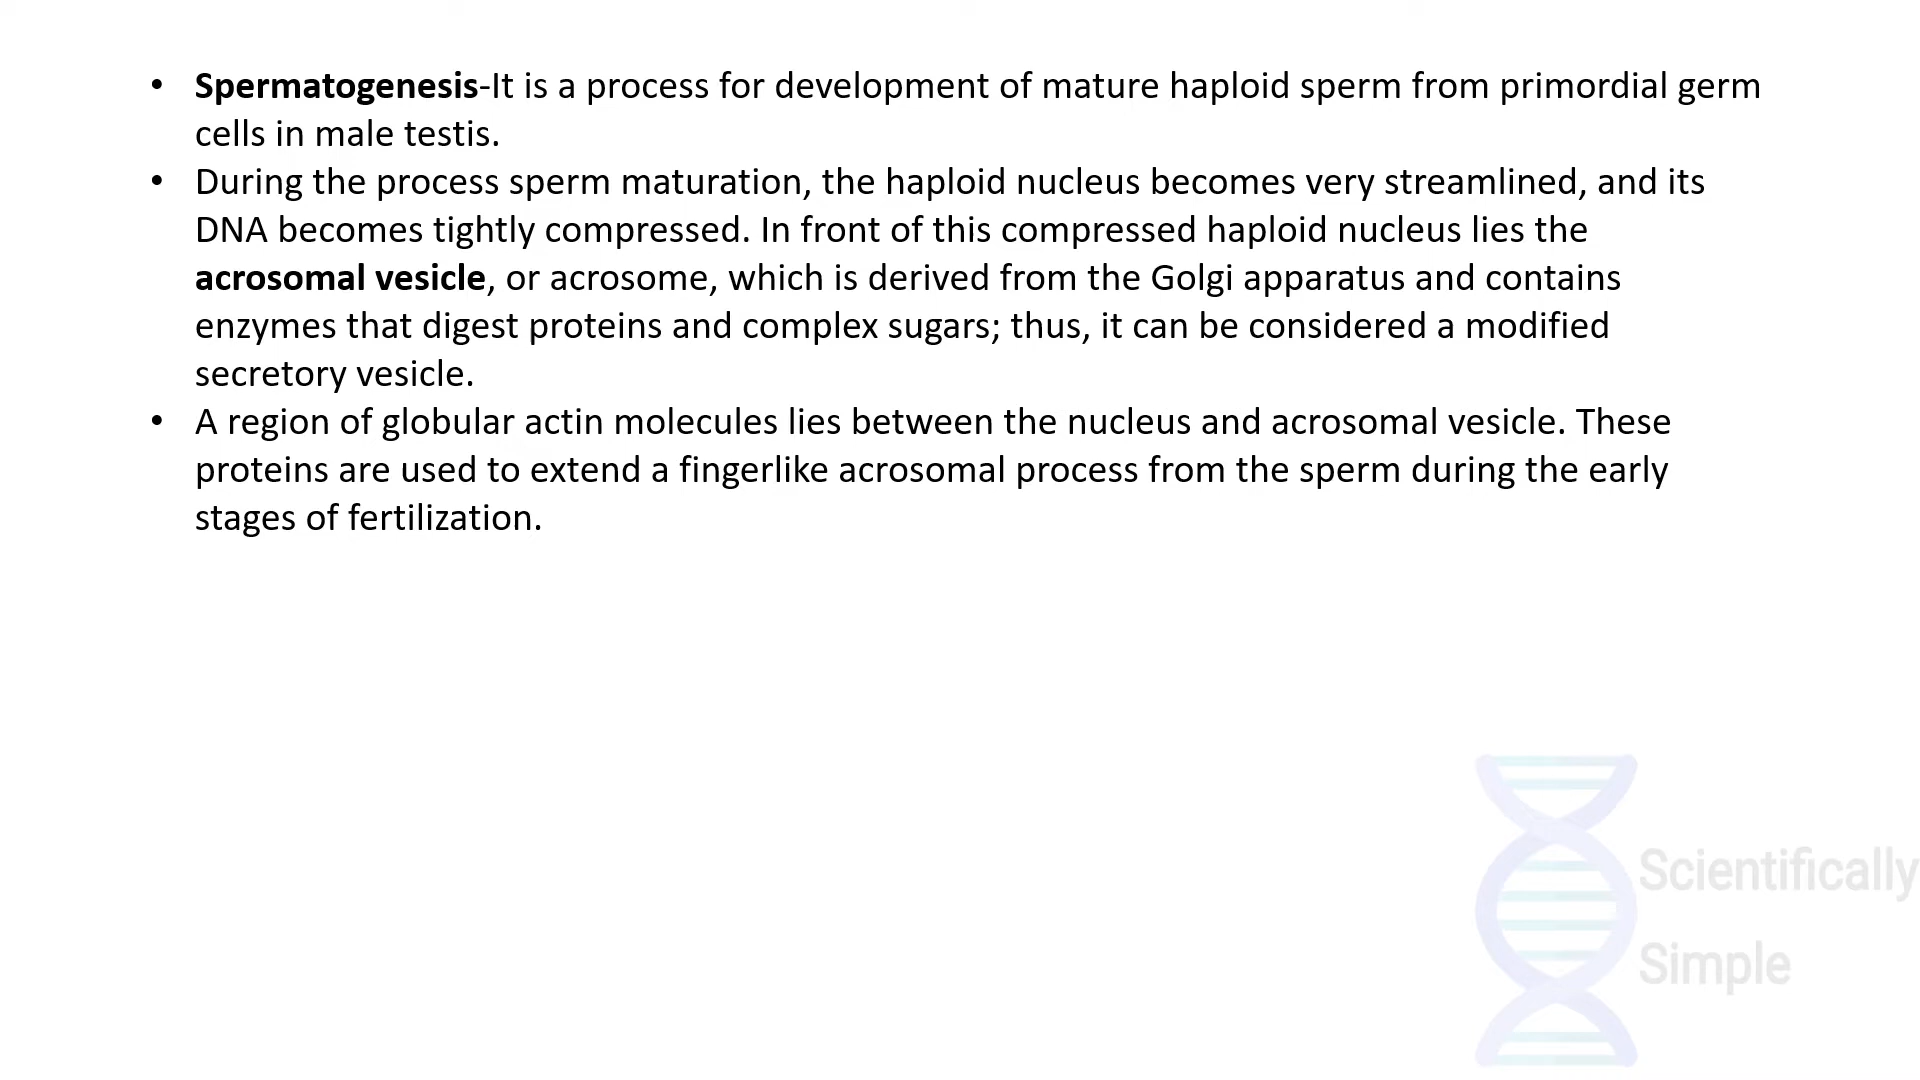 • Spermatogenesis-It is a process for development of mature haploid sperm from primordial germ
cells in male testis.
• During the process sperm maturation, the haploid nucleus becomes very streamlined, and its
DNA becomes tightly compressed. In front of this compressed haploid nucleus lies the
acrosomal vesicle, or acrosome, which is derived from the Golgi apparatus and contains
enzymes that digest proteins and complex sugars; thus, it can be considered a modified
secretory vesicle.
• A region of globular actin molecules lies between the nucleus and acrosomal vesicle. These
proteins are used to extend a fingerlike acrosomal process from the sperm during the early
stages of fertilization.
Scientifically
Simple